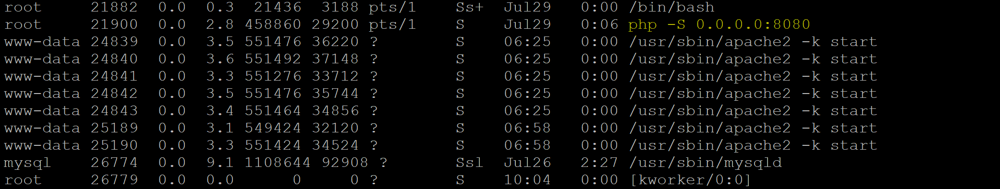 root 21882 0.0 0.3 21436 3188 pts/1 Ss+ Jul29 0:00 /bin/bash
root 21900 0.0 2.8 458860 29200 pts/1 S Jul29 0:06 php -S 0.0.0.0:8080
www-data 24839 0.0 3.5 551476 36220 ? S 06:25 0:00 /usr/sbin/apache2 -k start
www-data 24840 0.0 3.6 551492 37148 ? S 06:25 0:00 /usr/sbin/apache2 -k start
www-data 24841 0.0 3.3 551276 33712 ? S 06:25 0:00 /usr/sbin/apache2 -k start
www-data 24842 0.0 3.5 551476 35744 ? S 06:25 0:00 /usr/sbin/apache2 -k start
www-data 24843 0.0 3.4 551464 34856 ? S 06:25 0:00 /usr/sbin/apache2 -k start
www-data 25189 0.0 3.1 549424 32120 ? S 06:58 0:00 /usr/sbin/apache2 -k start
www-data 25190 0.0 3.3 551424 34524 ? S 06:58 0:00 /usr/sbin/apache2 -k start
mysql 26774 0.0 9.1 1108644 92908 ? Ssl Jul26 2:27 /usr/sbin/mysqld
root 26779 0.0 0.0 0 0 ? S 10:04 0:00 [kworker/0:0]